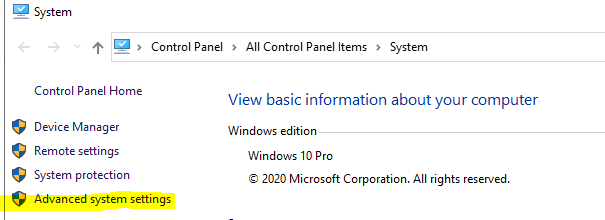 System
Control Panel > All Control Panel Items > System
Control Panel Home
Device Manager
Remote settings
System protection
Advanced system settings
View basic information about your computer
Windows edition
Windows 10 Pro
© 2020 Microsoft Corporation. All rights reserved.